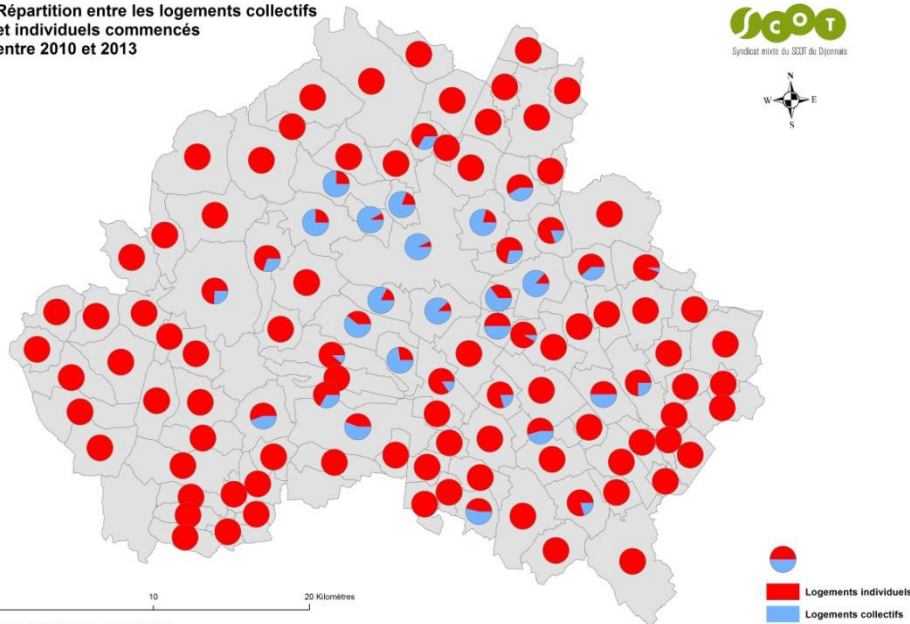 Répartition entre les logements collectifs
et individuels commencés
entre 2010 et 2013
SCOT
Syndicat mixte du SCOT du Dijonnais
N
W E
S
10 20 Kilomètres
Logements individuels
Logements collectifs